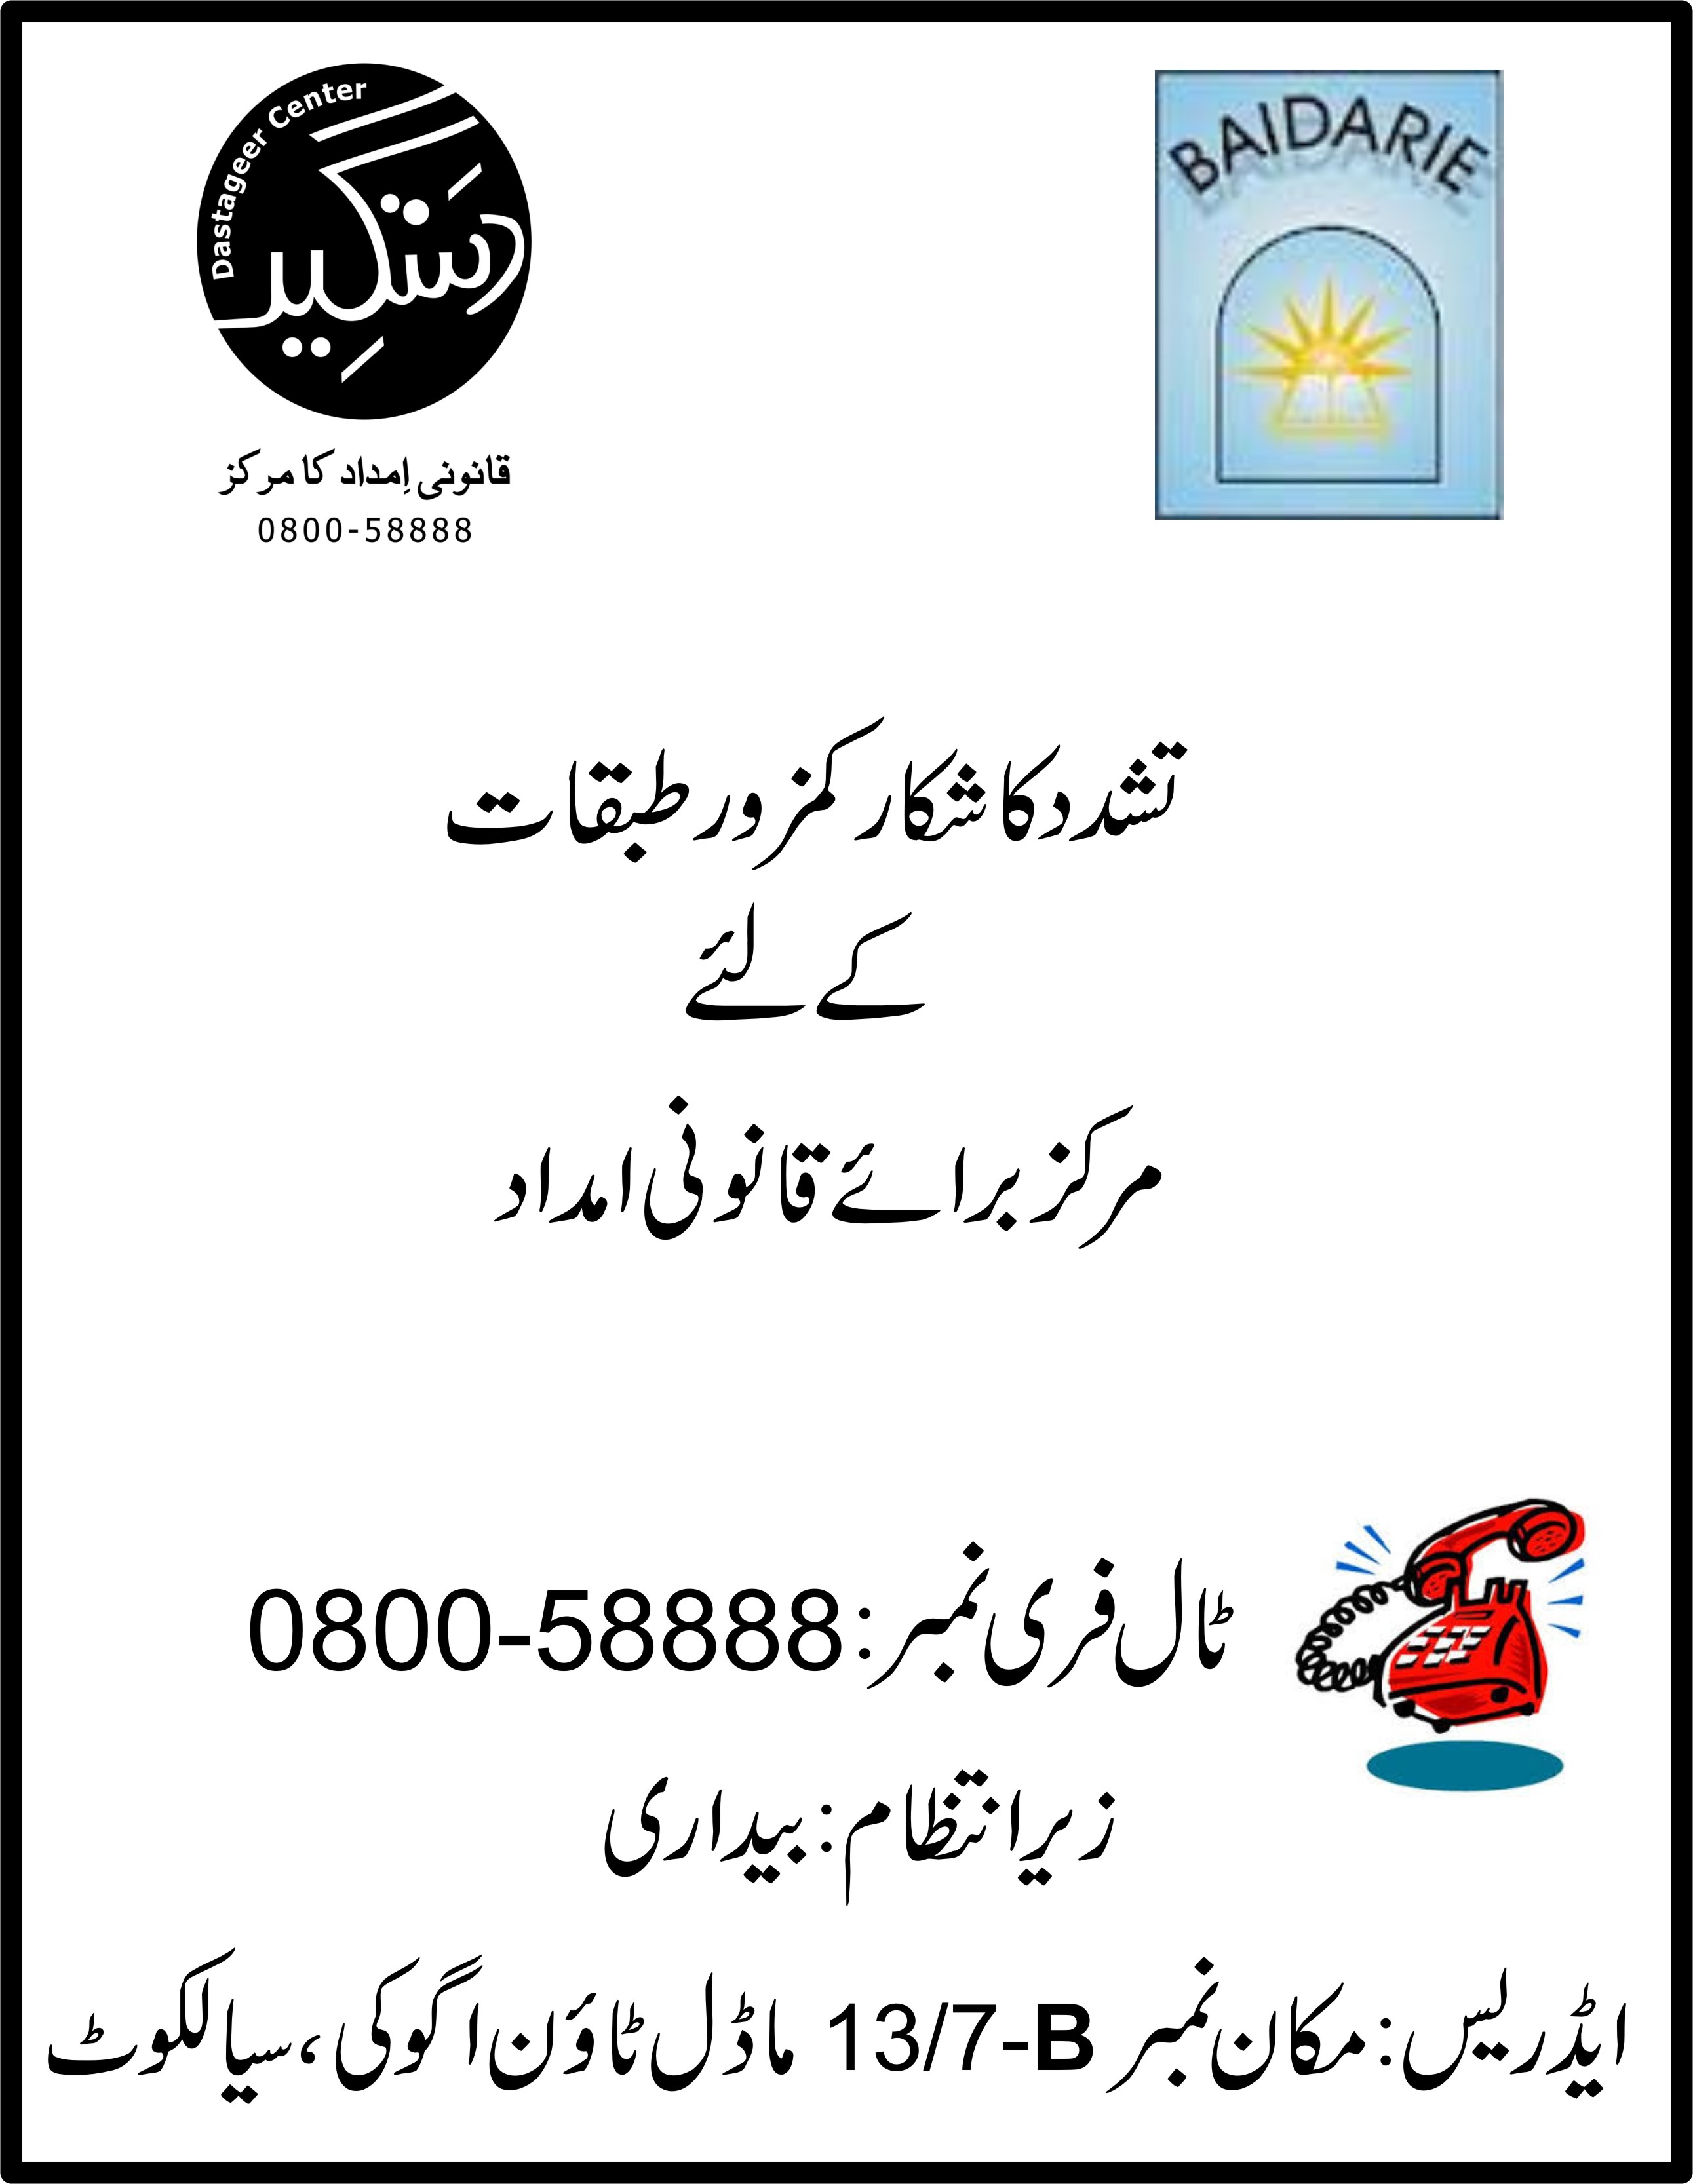 Dastageer Center
دستگیر
قانونی اِمداد کا مرکز
0800-58888
BAIDARIE
تشدد کا شکار کمزور طبقات
کے لئے
مرکز برائے قانونی امداد
ٹال فری نمبر: 0800-58888
زیر انتظام: بیداری
ایڈریس: مکان نمبر 13/7-B ماڈل ٹاؤن اگوکی، سیالکوٹ